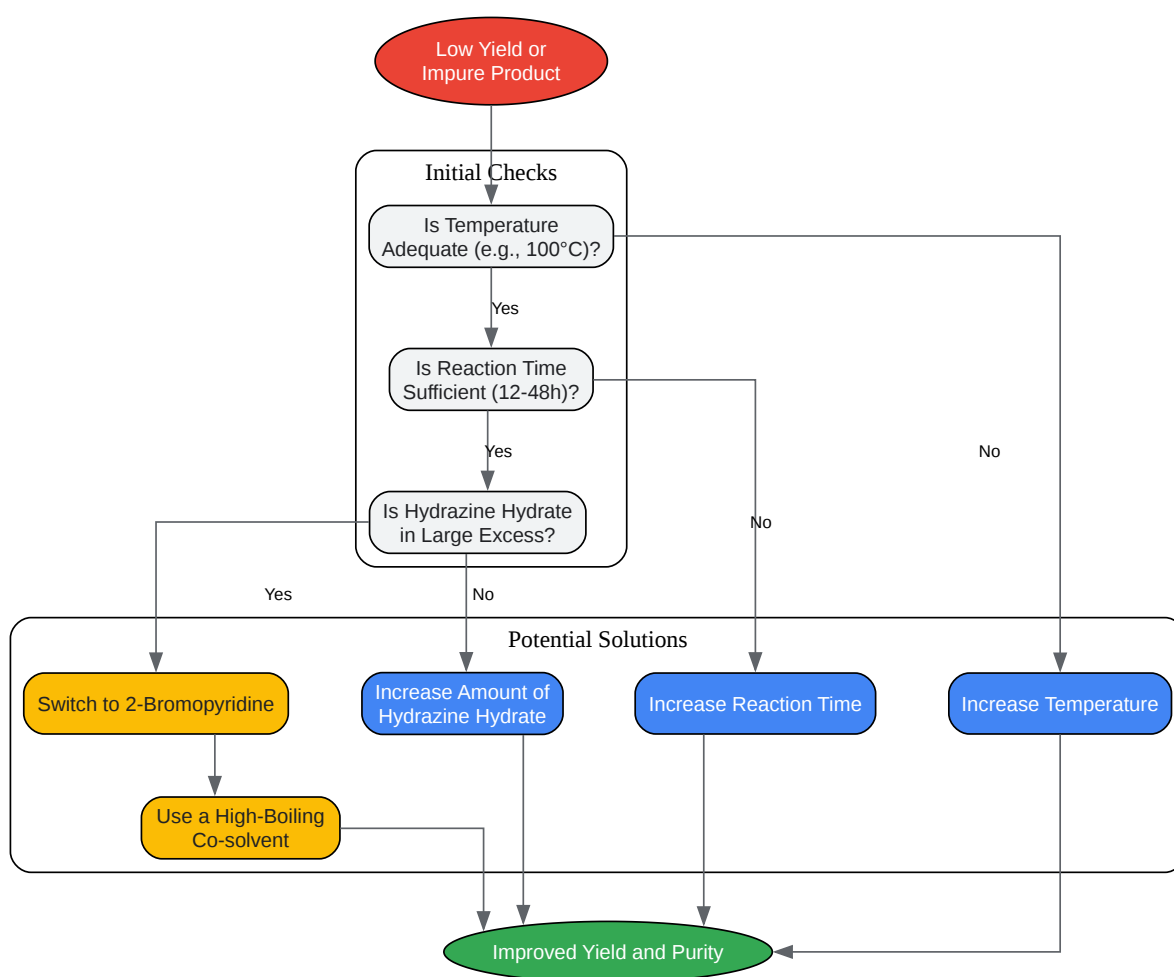 Low Yield or
Impure Product
Initial Checks
Is Temperature
Adequate (e.g., 100°C)?
Yes
Is Reaction Time
Sufficient (12-48h)?
Yes
No
Is Hydrazine Hydrate
in Large Excess?
No
Yes
No
Potential Solutions
Switch to 2-Bromopyridine
Increase Amount of
Hydrazine Hydrate
Increase Reaction Time
Increase Temperature
Use a High-Boiling
Co-solvent
Improved Yield and Purity